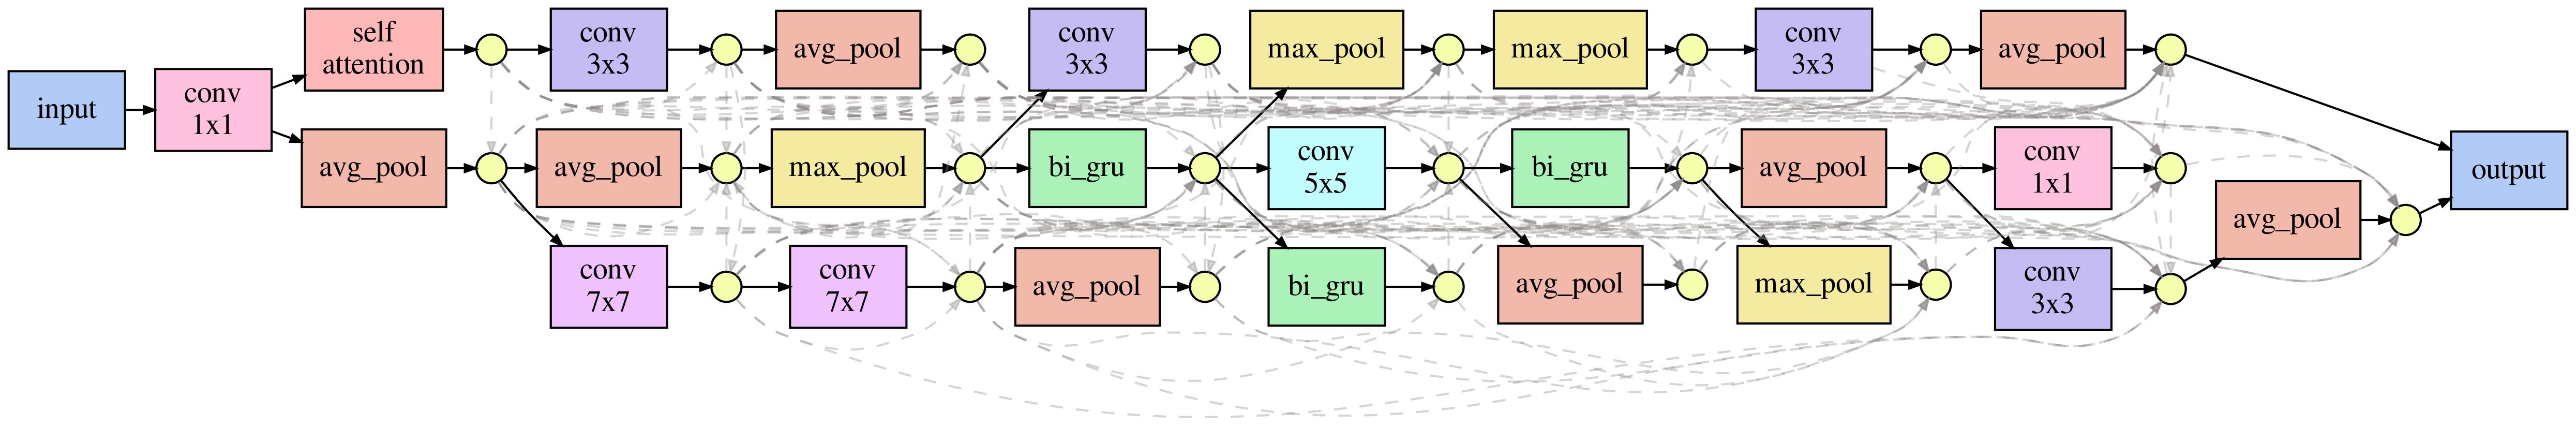 input
conv
1x1
self
attention
conv
3x3
avg_pool
conv
3x3
max_pool
max_pool
conv
3x3
avg_pool
avg_pool
avg_pool
max_pool
bi_gru
conv
5x5
bi_gru
avg_pool
conv
1x1
conv
7x7
conv
7x7
avg_pool
bi_gru
avg_pool
max_pool
conv
3x3
avg_pool
output